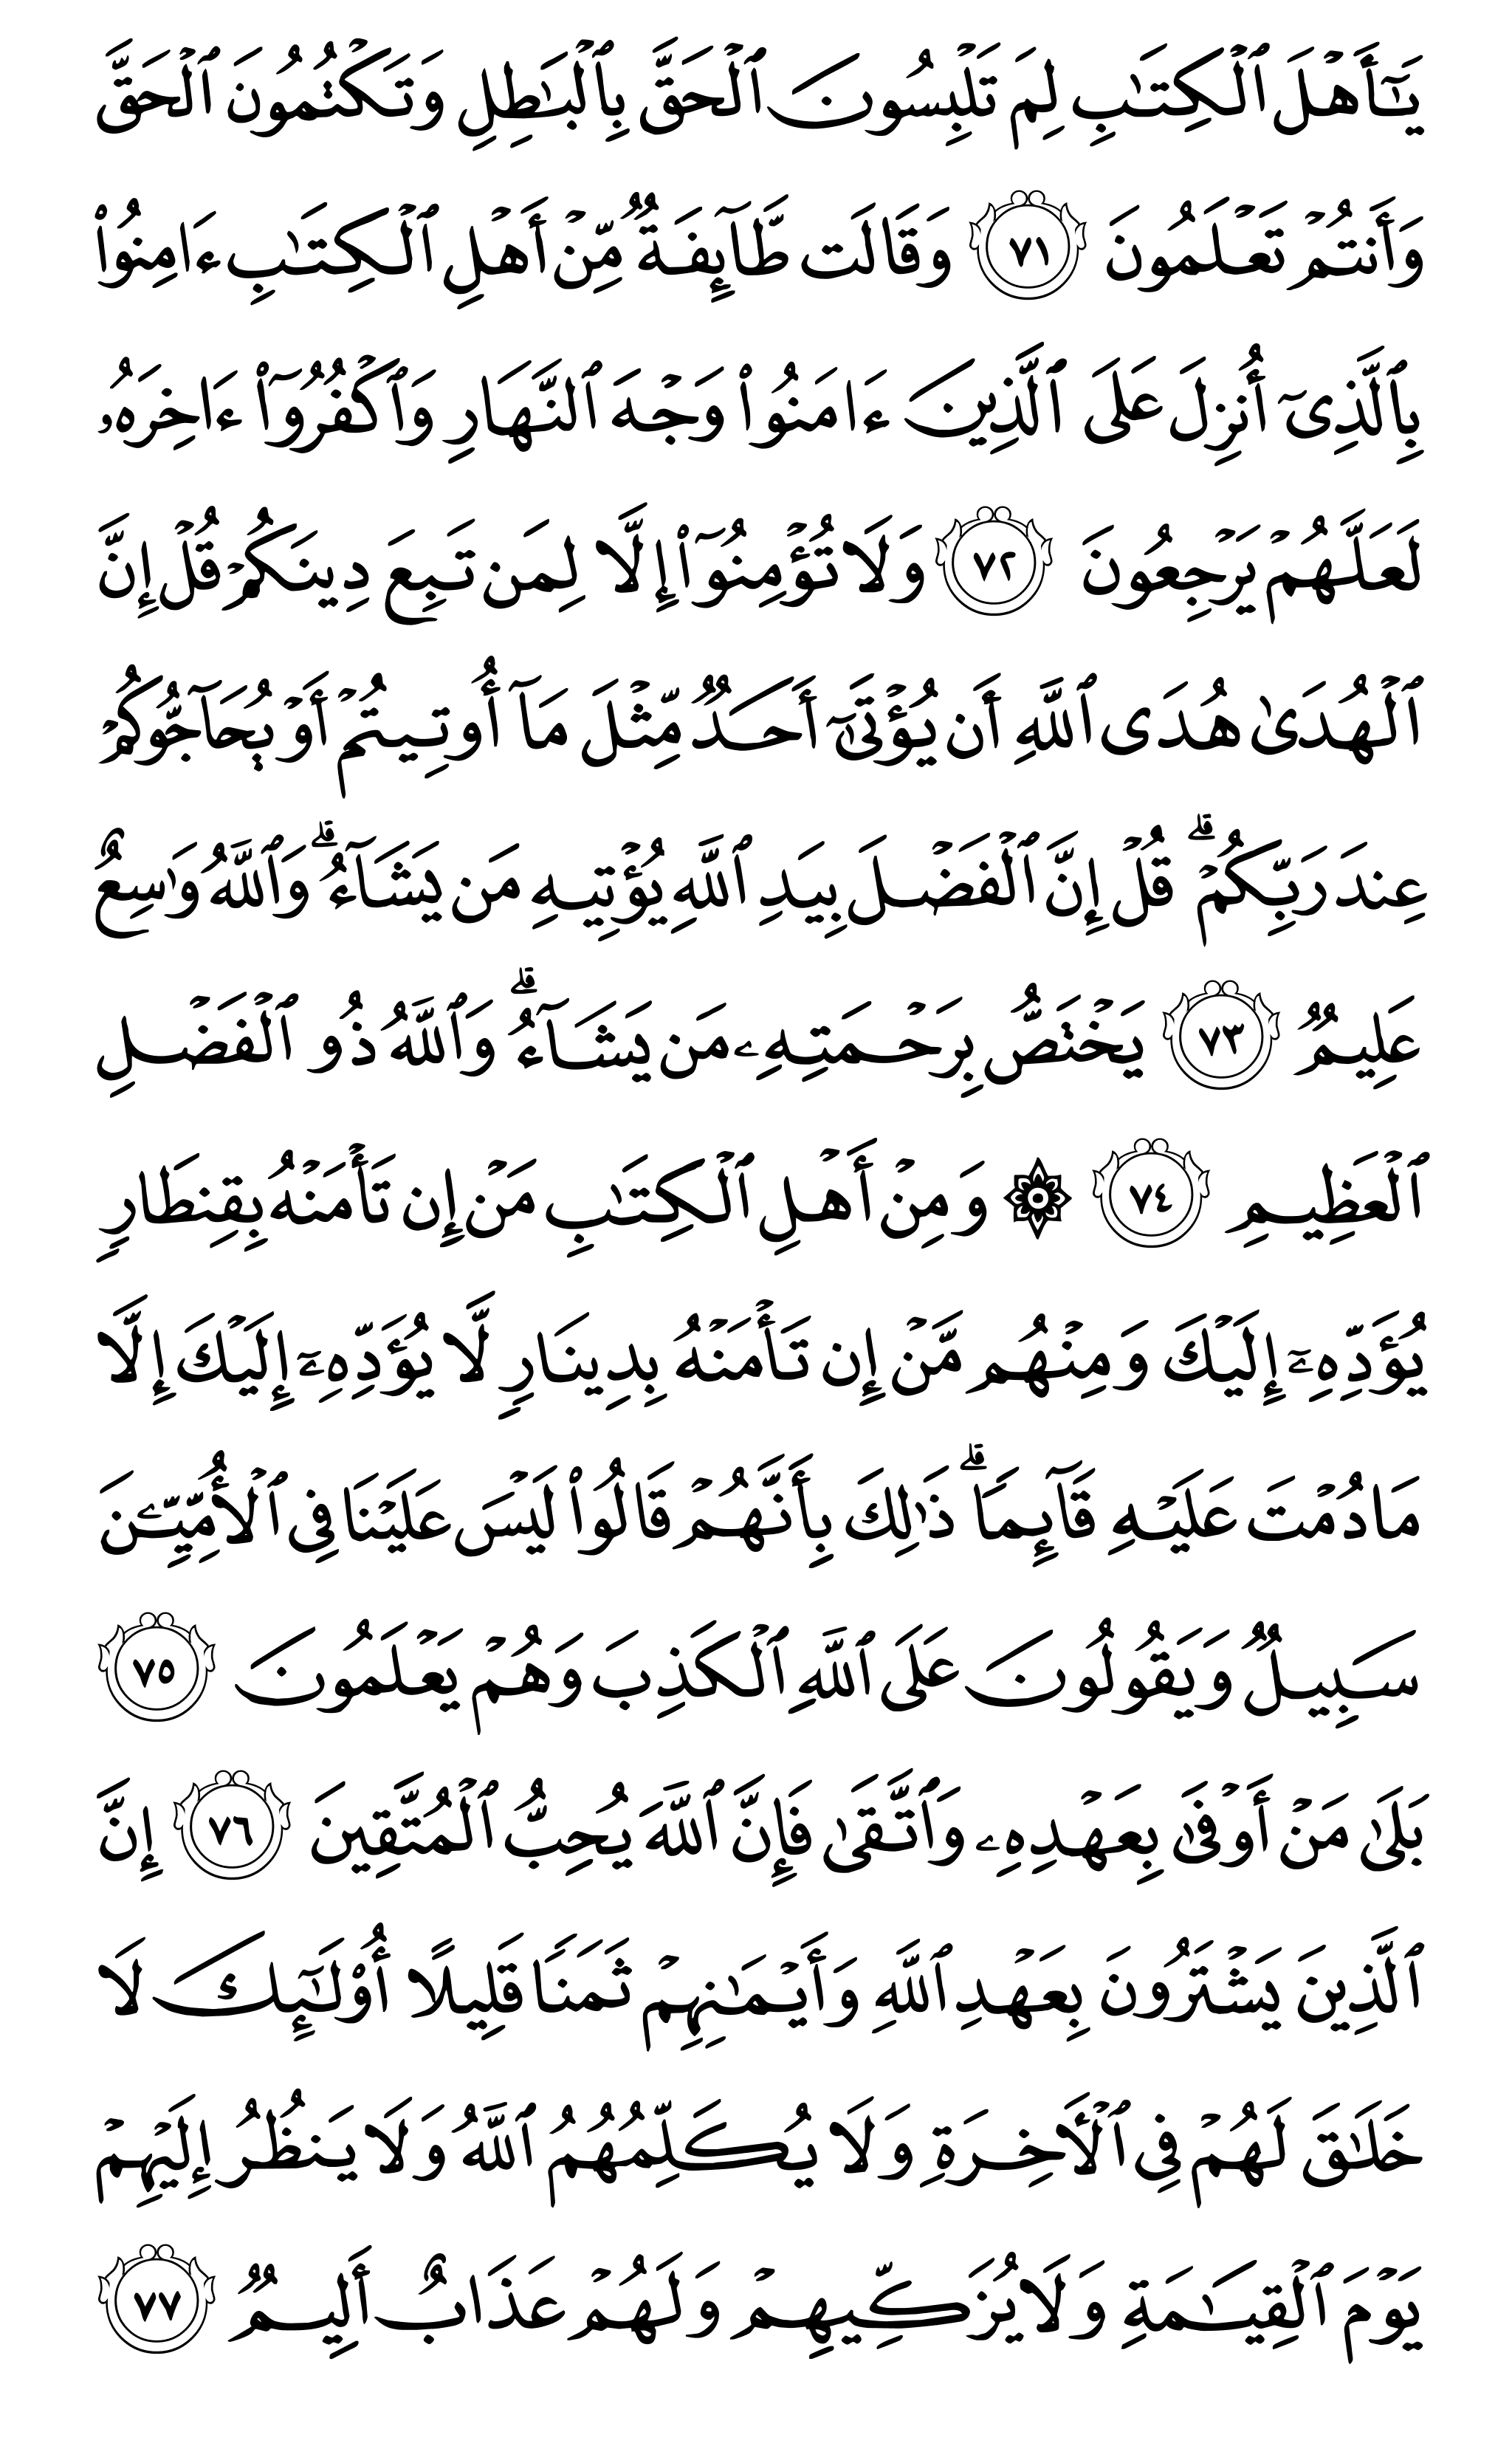 يَٰٓأَهۡلَ ٱلۡكِتَٰبِ لِمَ تَلۡبِسُونَ ٱلۡحَقَّ بِٱلۡبَٰطِلِ وَتَكۡتُمُونَ ٱلۡحَقَّ
وَأَنتُمۡ تَعۡلَمُونَ ٧١ وَقَالَت طَّآئِفَةٞ مِّنۡ أَهۡلِ ٱلۡكِتَٰبِ ءَامِنُواْ
بِٱلَّذِيٓ أُنزِلَ عَلَى ٱلَّذِينَ ءَامَنُواْ وَجۡهَ ٱلنَّهَارِ وَٱكۡفُرُوٓاْ ءَاخِرَهُۥ
لَعَلَّهُمۡ يَرۡجِعُونَ ٧٢ وَلَا تُؤۡمِنُوٓاْ إِلَّا لِمَن تَبِعَ دِينَكُمۡ قُلۡ إِنَّ
ٱلۡهُدَىٰ هُدَى ٱللَّهِ أَن يُؤۡتَىٰٓ أَحَدٞ مِّثۡلَ مَآ أُوتِيتُمۡ أَوۡ يُحَآجُّوكُمۡ
عِندَ رَبِّكُمۡۗ قُلۡ إِنَّ ٱلۡفَضۡلَ بِيَدِ ٱللَّهِ يُؤۡتِيهِ مَن يَشَآءُۗ وَٱللَّهُ وَٰسِعٌ
عَلِيمٞ ٧٣ يَخۡتَصُّ بِرَحۡمَتِهِۦ مَن يَشَآءُۗ وَٱللَّهُ ذُو ٱلۡفَضۡلِ
ٱلۡعَظِيمِ ٧٤ ۞ وَمِنۡ أَهۡلِ ٱلۡكِتَٰبِ مَنۡ إِن تَأۡمَنۡهُ بِقِنطَارٖ
يُؤَدِّهِۦٓ إِلَيۡكَ وَمِنۡهُم مَّنۡ إِن تَأۡمَنۡهُ بِدِينَارٖ لَّا يُؤَدِّهِۦٓ إِلَيۡكَ إِلَّا
مَا دُمۡتَ عَلَيۡهِ قَآئِمٗاۗ ذَٰلِكَ بِأَنَّهُمۡ قَالُواْ لَيۡسَ عَلَيۡنَا فِي ٱلۡأُمِّيِّـۧنَ
سَبِيلٞ وَيَقُولُونَ عَلَى ٱللَّهِ ٱلۡكَذِبَ وَهُمۡ يَعۡلَمُونَ ٧٥
بَلَىٰ مَنۡ أَوۡفَىٰ بِعَهۡدِهِۦ وَٱتَّقَىٰ فَإِنَّ ٱللَّهَ يُحِبُّ ٱلۡمُتَّقِينَ ٧٦ إِنَّ
ٱلَّذِينَ يَشۡتَرُونَ بِعَهۡدِ ٱللَّهِ وَأَيۡمَٰنِهِمۡ ثَمَنٗا قَلِيلًا أُوْلَٰٓئِكَ لَا
خَلَٰقَ لَهُمۡ فِي ٱلۡأٓخِرَةِ وَلَا يُكَلِّمُهُمُ ٱللَّهُ وَلَا يَنظُرُ إِلَيۡهِمۡ
يَوۡمَ ٱلۡقِيَٰمَةِ وَلَا يُزَكِّيهِمۡ وَلَهُمۡ عَذَابٌ أَلِيمٞ ٧٧